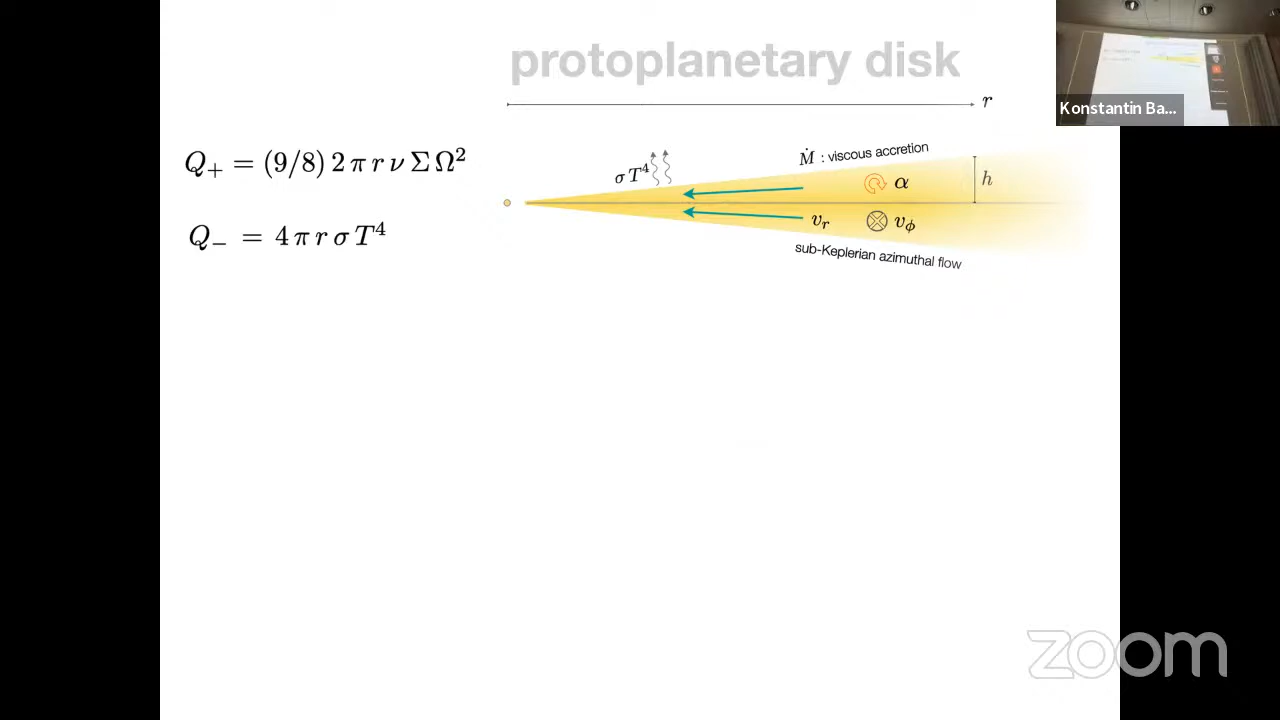 protoplanetary disk
r
Konstantin Ba...
Q₊ = (9/8) 2 π r ν Σ Ω²
Q₋ = 4 π r σ T⁴
σ T⁴
Ṁ : viscous accretion
α
h
v_r
v_ϕ
sub-Keplerian azimuthal flow
zoom